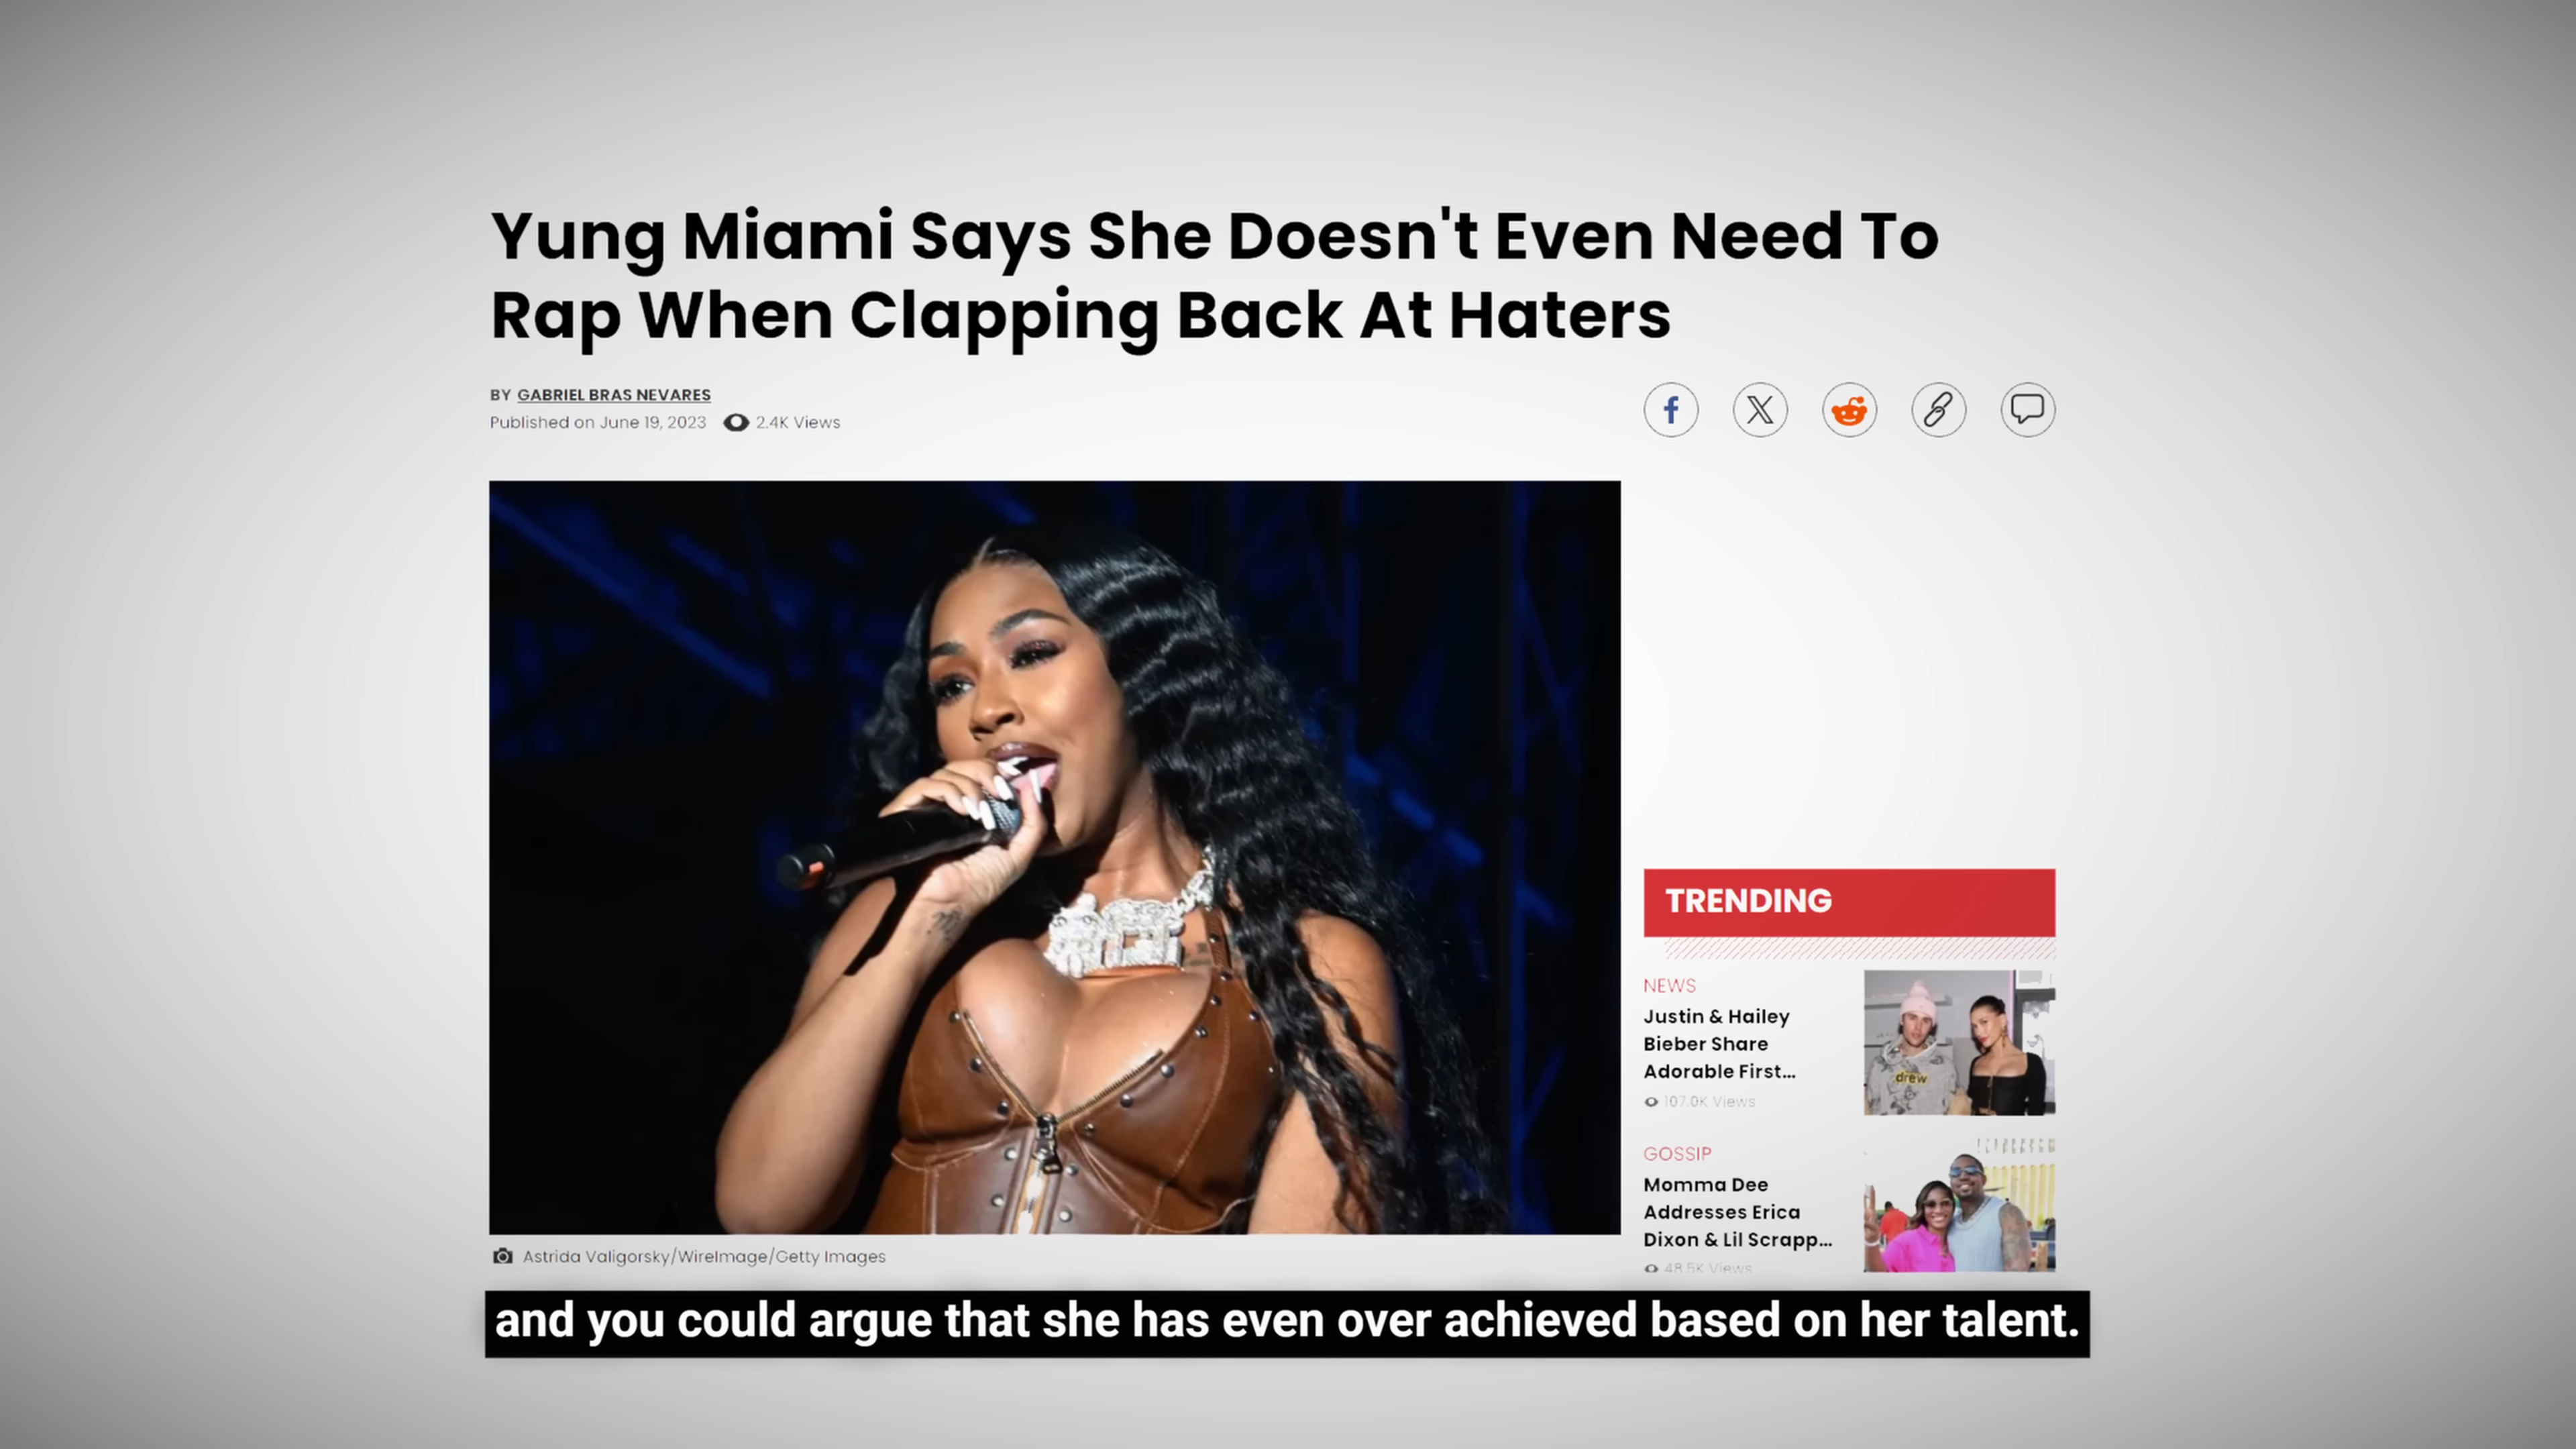 Yung Miami Says She Doesn't Even Need To
Rap When Clapping Back At Haters
BY GABRIEL BRAS NEVARES
Published on June 19, 2023 2.4K Views
TRENDING
NEWS
Justin & Hailey
Bieber Share
Adorable First...
107.0K Views
drew
GOSSIP
Momma Dee
Addresses Erica
Dixon & Lil Scrapp...
48.5K Views
Astrida Valigorsky/WireImage/Getty Images
and you could argue that she has even over achieved based on her talent.